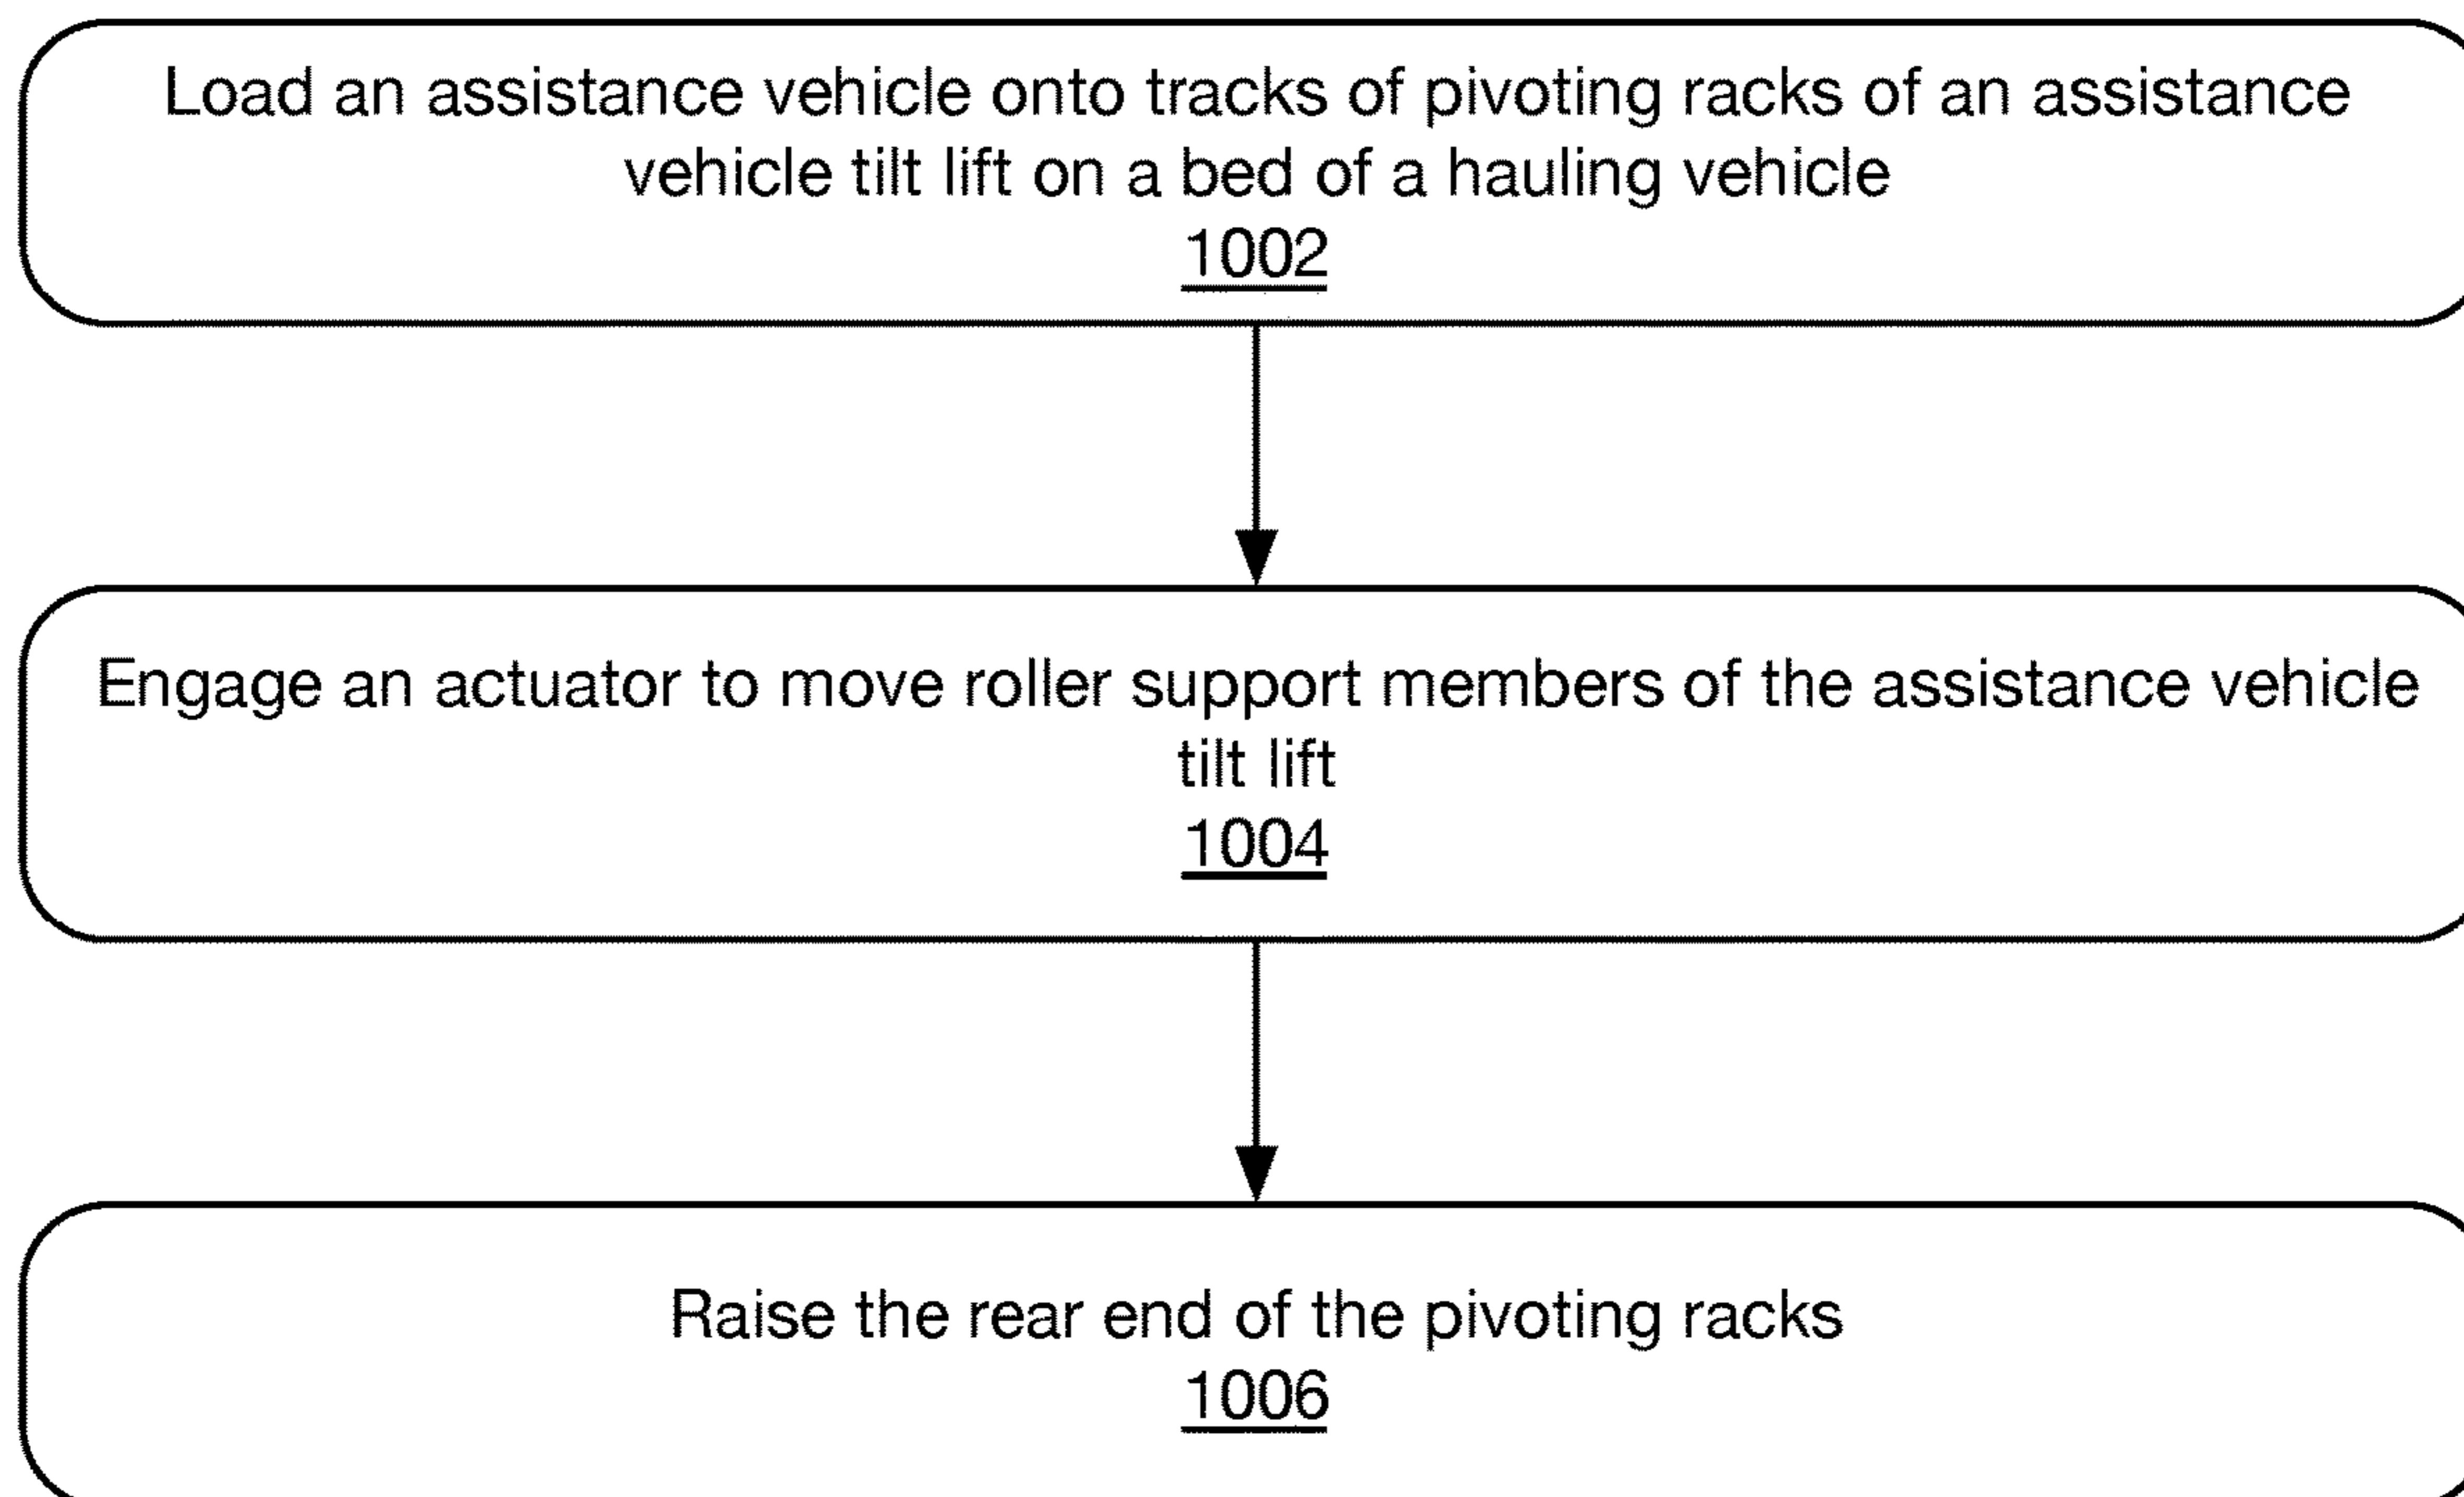 Load an assistance vehicle onto tracks of pivoting racks of an assistance
vehicle tilt lift on a bed of a hauling vehicle
1002
Engage an actuator to move roller support members of the assistance vehicle
tilt lift
1004
Raise the rear end of the pivoting racks
1006